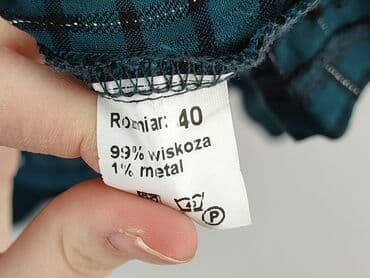 Rozmiar: 40
99% wiskoza
1% metal
P